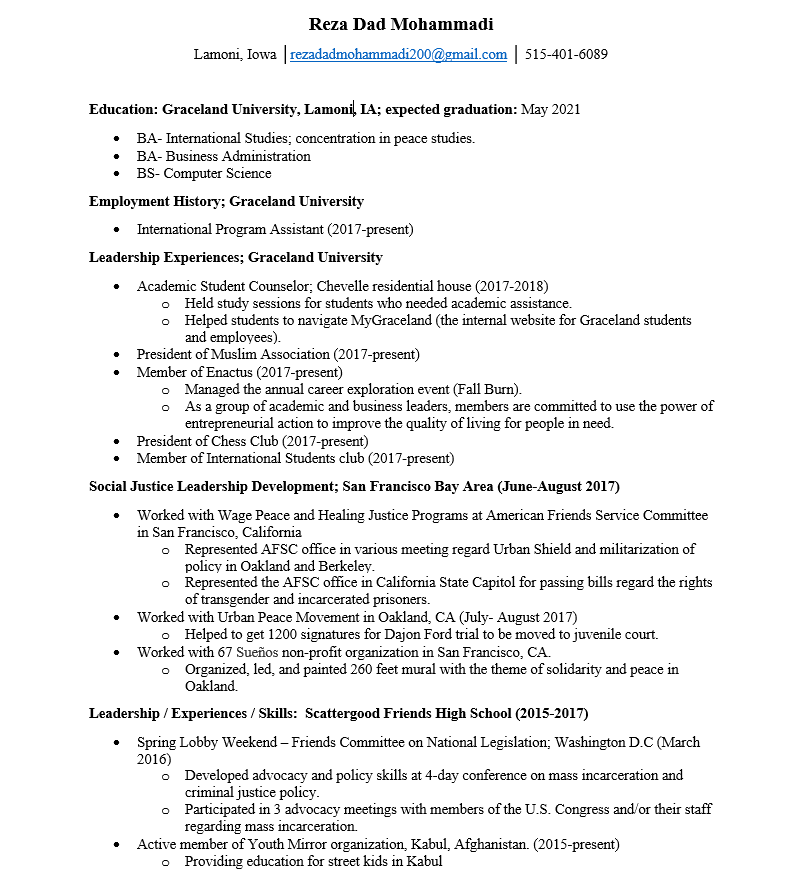 Reza Dad Mohammadi
Lamoni, Iowa | rezadadmohammadi200@gmail.com | 515-401-6089
Education: Graceland University, Lamoni, IA; expected graduation: May 2021
• BA- International Studies; concentration in peace studies.
• BA- Business Administration
• BS- Computer Science
Employment History; Graceland University
• International Program Assistant (2017-present)
Leadership Experiences; Graceland University
• Academic Student Counselor; Chevelle residential house (2017-2018)
o Held study sessions for students who needed academic assistance.
o Helped students to navigate MyGraceland (the internal website for Graceland students
and employees).
• President of Muslim Association (2017-present)
• Member of Enactus (2017-present)
o Managed the annual career exploration event (Fall Burn).
o As a group of academic and business leaders, members are committed to use the power of
entrepreneurial action to improve the quality of living for people in need.
• President of Chess Club (2017-present)
• Member of International Students club (2017-present)
Social Justice Leadership Development; San Francisco Bay Area (June-August 2017)
• Worked with Wage Peace and Healing Justice Programs at American Friends Service Committee
in San Francisco, California
o Represented AFSC office in various meeting regard Urban Shield and militarization of
policy in Oakland and Berkeley.
o Represented the AFSC office in California State Capitol for passing bills regard the rights
of transgender and incarcerated prisoners.
• Worked with Urban Peace Movement in Oakland, CA (July- August 2017)
o Helped to get 1200 signatures for Dajon Ford trial to be moved to juvenile court.
• Worked with 67 Sueños non-profit organization in San Francisco, CA.
o Organized, led, and painted 260 feet mural with the theme of solidarity and peace in
Oakland.
Leadership / Experiences / Skills: Scattergood Friends High School (2015-2017)
• Spring Lobby Weekend – Friends Committee on National Legislation; Washington D.C (March
2016)
o Developed advocacy and policy skills at 4-day conference on mass incarceration and
criminal justice policy.
o Participated in 3 advocacy meetings with members of the U.S. Congress and/or their staff
regarding mass incarceration.
• Active member of Youth Mirror organization, Kabul, Afghanistan. (2015-present)
o Providing education for street kids in Kabul